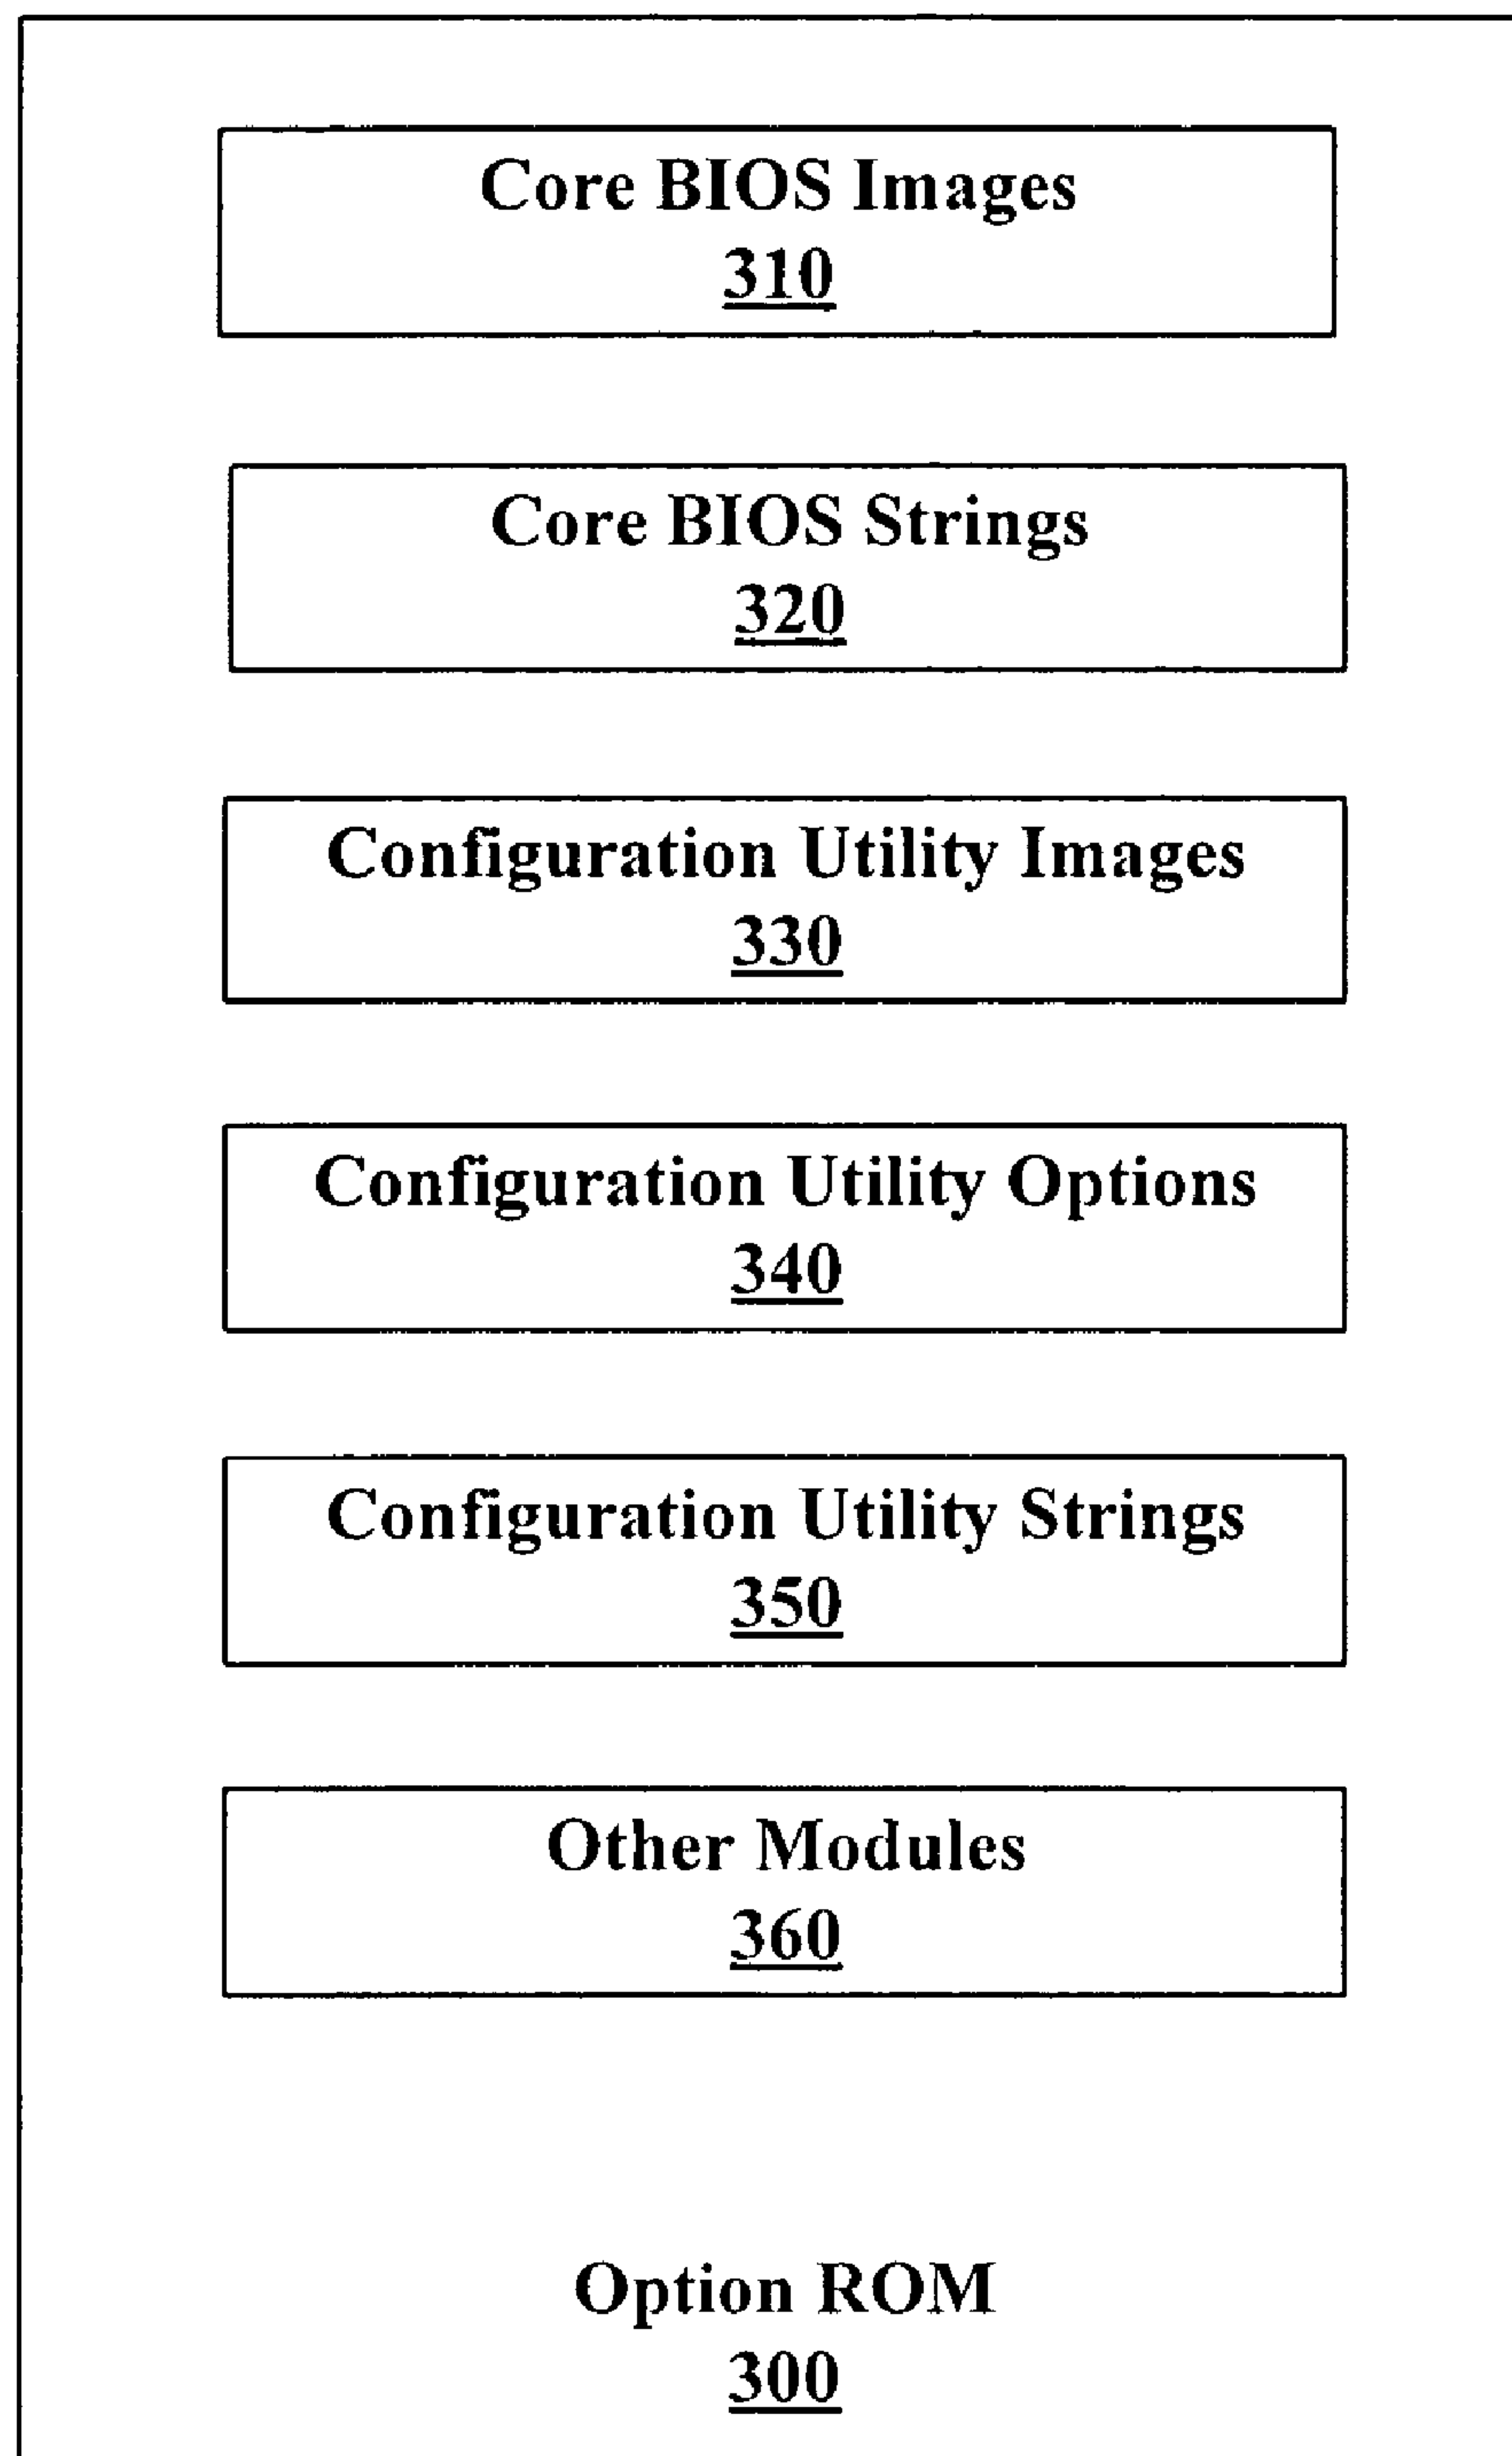 Core BIOS Images
310
Core BIOS Strings
320
Configuration Utility Images
330
Configuration Utility Options
340
Configuration Utility Strings
350
Other Modules
360
Option ROM
300